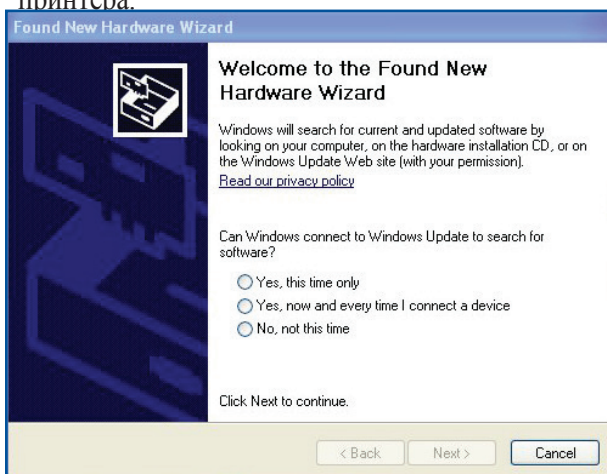 принтера.
Found New Hardware Wizard
Welcome to the Found New
Hardware Wizard
Windows will search for current and updated software by
looking on your computer, on the hardware installation CD, or on
the Windows Update Web site (with your permission).
Read our privacy policy
Can Windows connect to Windows Update to search for
software?
Yes, this time only
Yes, now and every time I connect a device
No, not this time
Click Next to continue.
< Back
Next >
Cancel